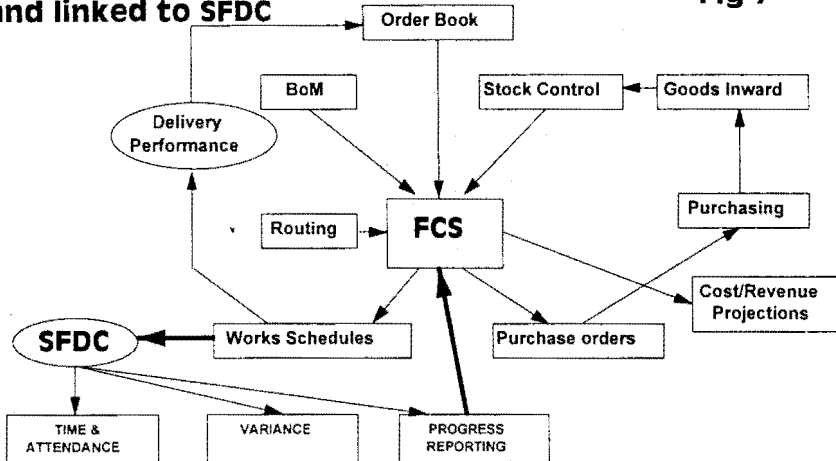 and linked to SFDC
Order Book
BoM
Stock Control
Goods Inward
Delivery
Performance
Purchasing
Routing
FCS
Cost/Revenue
Projections
SFDC
Works Schedules
Purchase orders
TIME &
ATTENDANCE
VARIANCE
PROGRESS
REPORTING